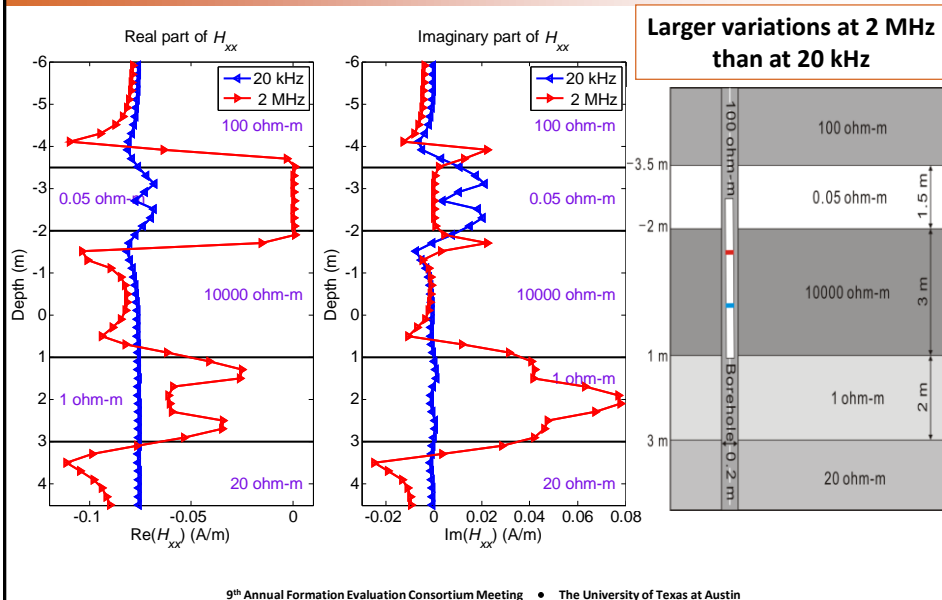 Larger variations at 2 MHz
than at 20 kHz
Real part of Hxx
-6
-5
-4
-3
-2
-1
0
1
2
3
4
Depth (m)
20 kHz
2 MHz
100 ohm-m
0.05 ohm-m
10000 ohm-m
1 ohm-m
20 ohm-m
-0.1
-0.05
0
Re(Hxx) (A/m)
Imaginary part of Hxx
-6
-5
-4
-3
-2
-1
0
1
2
3
4
Depth (m)
20 kHz
2 MHz
100 ohm-m
0.05 ohm-m
10000 ohm-m
1 ohm-m
20 ohm-m
-0.02
0
0.02
0.04
0.06
0.08
Im(Hxx) (A/m)
100 ohm-m
100 ohm-m
−3.5 m
0.05 ohm-m
1.5 m
−2 m
10000 ohm-m
3 m
1 m
Borehole
1 ohm-m
2 m
3 m
0.2 m
20 ohm-m
9th Annual Formation Evaluation Consortium Meeting • The University of Texas at Austin